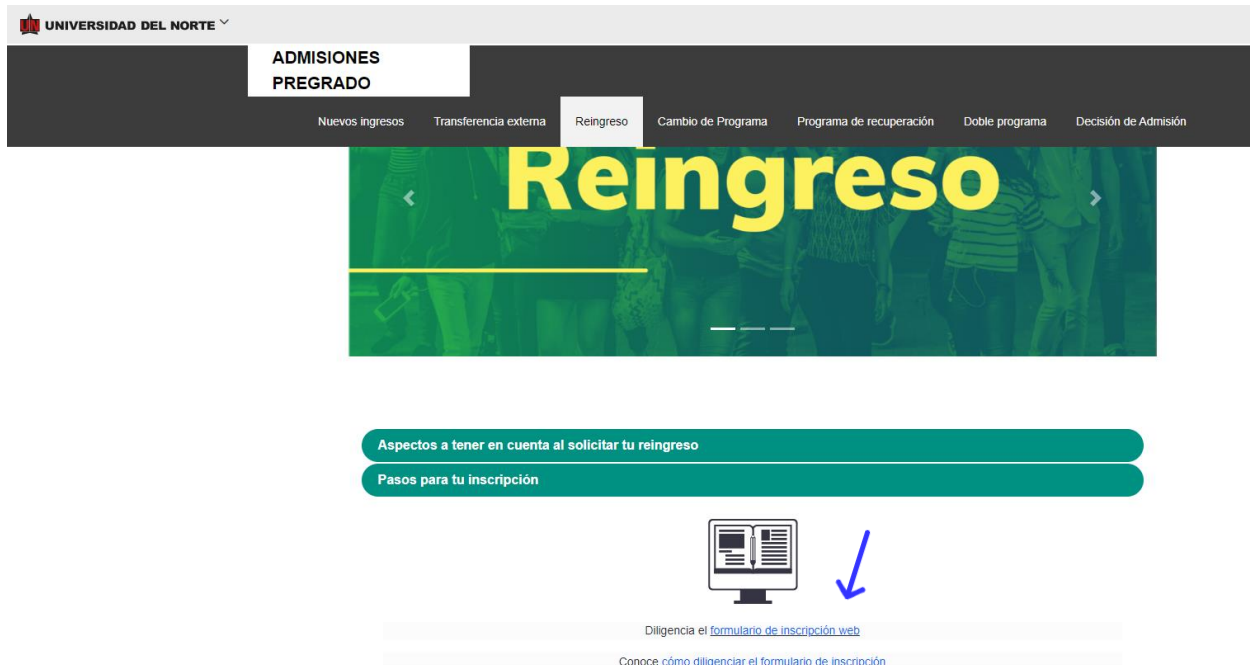 UNIVERSIDAD DEL NORTE
ADMISIONES
PREGRADO
Nuevos ingresos Transferencia externa Reingreso Cambio de Programa Programa de recuperación Doble programa Decisión de Admisión
Reingreso
Aspectos a tener en cuenta al solicitar tu reingreso
Pasos para tu inscripción
Diligencia el formulario de inscripción web
Conoce cómo diligenciar el formulario de inscripción